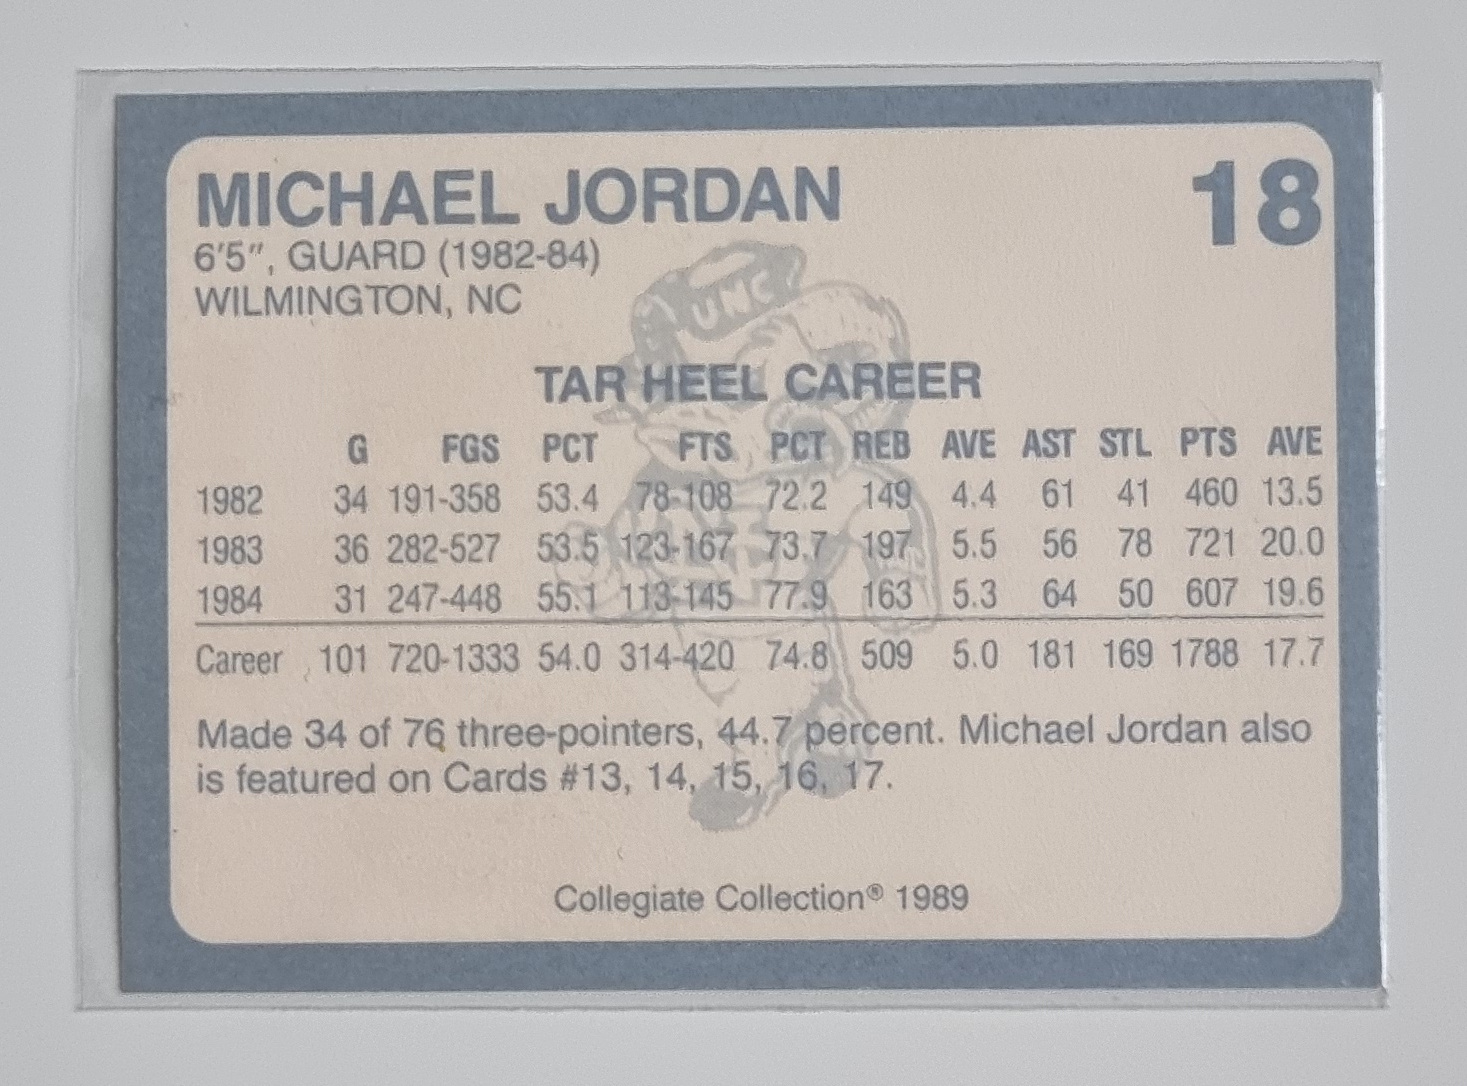 MICHAEL JORDAN 18
6'5", GUARD (1982-84)
WILMINGTON, NC
UNC
TAR HEEL CAREER
G FGS PCT FTS PCT REB AVE AST STL PTS AVE
1982 34 191-358 53.4 78-108 72.2 149 4.4 61 41 460 13.5
1983 36 282-527 53.5 123-167 73.7 197 5.5 56 78 721 20.0
1984 31 247-448 55.1 113-145 77.9 163 5.3 64 50 607 19.6
Career 101 720-1333 54.0 314-420 74.8 509 5.0 181 169 1788 17.7
Made 34 of 76 three-pointers, 44.7 percent. Michael Jordan also
is featured on Cards #13, 14, 15, 16, 17.
Collegiate Collection® 1989